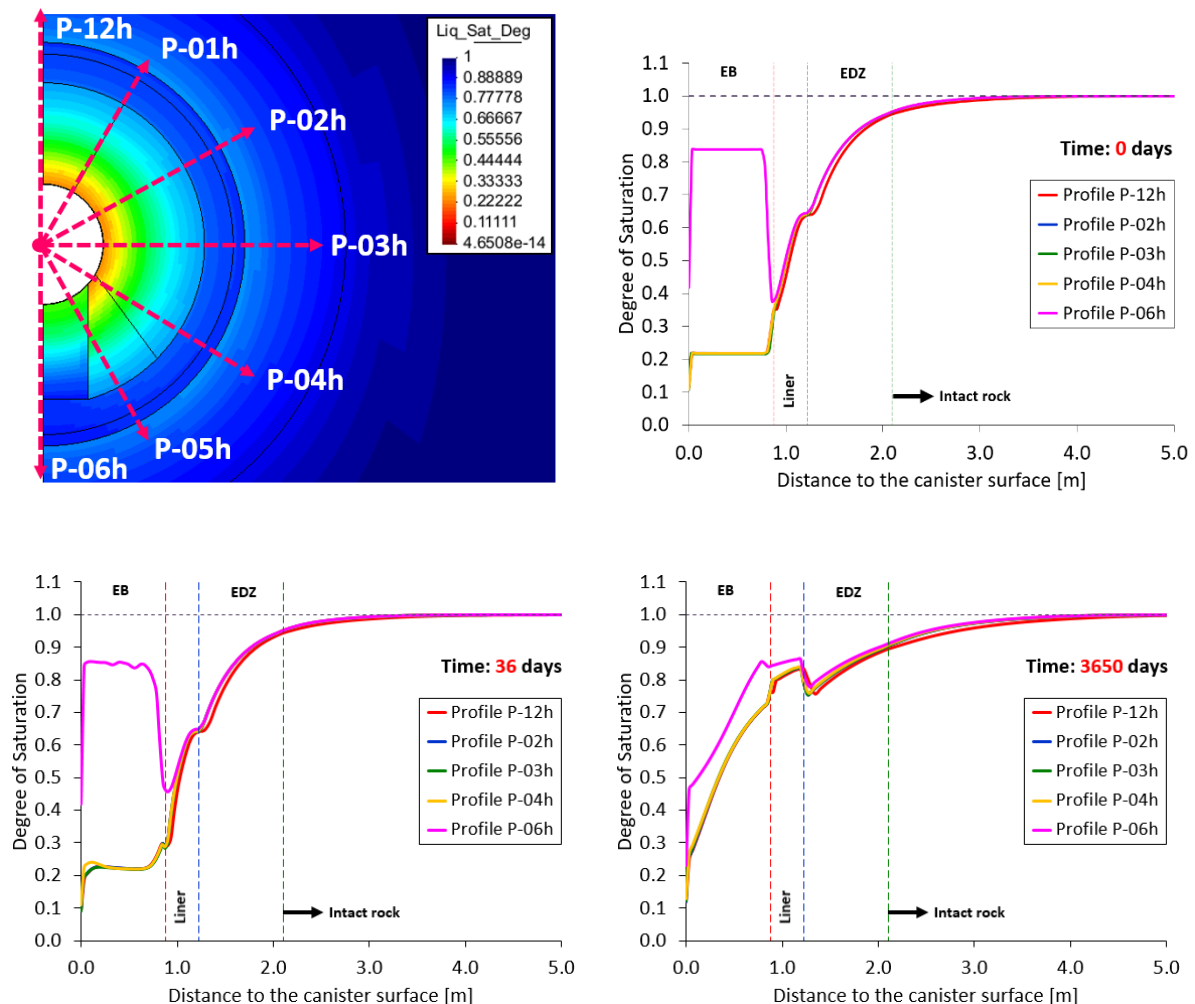 P-12h
P-01h
P-02h
P-03h
P-04h
P-05h
P-06h
Liq_Sat_Deg
1
0.88889
0.77778
0.66667
0.55556
0.44444
0.33333
0.22222
0.11111
4.6508e-14
1.1
1.0
0.9
0.8
0.7
0.6
0.5
0.4
0.3
0.2
0.1
0.0
Degree of Saturation
EB
EDZ
Time: 0 days
Profile P-12h
Profile P-02h
Profile P-03h
Profile P-04h
Profile P-06h
Liner
Intact rock
0.0 1.0 2.0 3.0 4.0 5.0
Distance to the canister surface [m]
1.1
1.0
0.9
0.8
0.7
0.6
0.5
0.4
0.3
0.2
0.1
0.0
Degree of Saturation
EB
EDZ
Time: 36 days
Profile P-12h
Profile P-02h
Profile P-03h
Profile P-04h
Profile P-06h
Liner
Intact rock
0.0 1.0 2.0 3.0 4.0 5.0
Distance to the canister surface [m]
1.1
1.0
0.9
0.8
0.7
0.6
0.5
0.4
0.3
0.2
0.1
0.0
Degree of Saturation
EB
EDZ
Time: 3650 days
Profile P-12h
Profile P-02h
Profile P-03h
Profile P-04h
Profile P-06h
Liner
Intact rock
0.0 1.0 2.0 3.0 4.0 5.0
Distance to the canister surface [m]